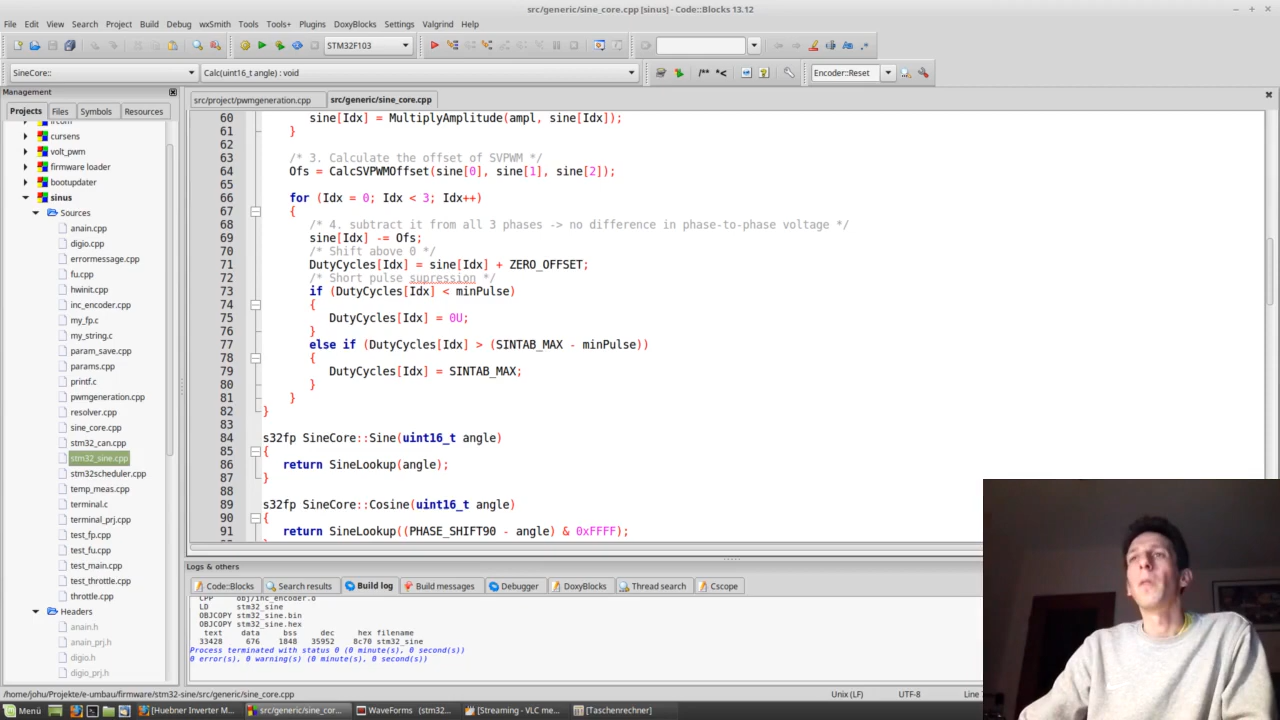 src/generic/sine_core.cpp [sinus] - Code::Blocks 13.12
File Edit View Search Project Build Debug wxSmith Tools Tools+ Plugins DoxyBlocks Settings Valgrind Help
STM32F103
SineCore:: Calc(uint16_t angle) : void /** *< Encoder::Reset
Management
Projects Files Symbols Resources
src/project/pwmgeneration.cpp src/generic/sine_core.cpp
cursens
volt_pwm
firmware loader
bootupdater
sinus
Sources
anain.cpp
digio.cpp
errormessage.cpp
fu.cpp
hwinit.cpp
inc_encoder.cpp
my_fp.c
my_string.c
param_save.cpp
params.cpp
printf.c
pwmgeneration.cpp
resolver.cpp
sine_core.cpp
stm32_can.cpp
stm32_sine.cpp
stm32scheduler.cpp
temp_meas.cpp
terminal.c
terminal_prj.cpp
test_fp.cpp
test_fu.cpp
test_main.cpp
test_throttle.cpp
throttle.cpp
Headers
anain.h
anain_prj.h
digio.h
digio_prj.h
60 sine[Idx] = MultiplyAmplitude(ampl, sine[Idx]);
61 }
62
63 /* 3. Calculate the offset of SVPWM */
64 Ofs = CalcSVPWMOffset(sine[0], sine[1], sine[2]);
65
66 for (Idx = 0; Idx < 3; Idx++)
67 {
68 /* 4. subtract it from all 3 phases -> no difference in phase-to-phase voltage */
69 sine[Idx] -= Ofs;
70 /* Shift above 0 */
71 DutyCycles[Idx] = sine[Idx] + ZERO_OFFSET;
72 /* Short pulse supression */
73 if (DutyCycles[Idx] < minPulse)
74 {
75 DutyCycles[Idx] = 0U;
76 }
77 else if (DutyCycles[Idx] > (SINTAB_MAX - minPulse))
78 {
79 DutyCycles[Idx] = SINTAB_MAX;
80 }
81 }
82 }
83
84 s32fp SineCore::Sine(uint16_t angle)
85 {
86 return SineLookup(angle);
87 }
88
89 s32fp SineCore::Cosine(uint16_t angle)
90 {
91 return SineLookup((PHASE_SHIFT90 - angle) & 0xFFFF);
Logs & others
Code::Blocks Search results Build log Build messages Debugger DoxyBlocks Thread search Cscope
CPP obj/inc_encoder.o
LD stm32_sine
OBJCOPY stm32_sine.bin
OBJCOPY stm32_sine.hex
text data bss dec hex filename
33428 676 1848 35952 8c70 stm32_sine
Process terminated with status 0 (0 minute(s), 0 second(s))
0 error(s), 0 warning(s) (0 minute(s), 0 second(s))
/home/johu/Projekte/e-umbau/firmware/stm32-sine/src/generic/sine_core.cpp Unix (LF) UTF-8
Menü [Huebner Inverter M... src/generic/sine_cor... WaveForms (stm32... [Streaming - VLC me... [Taschenrechner]